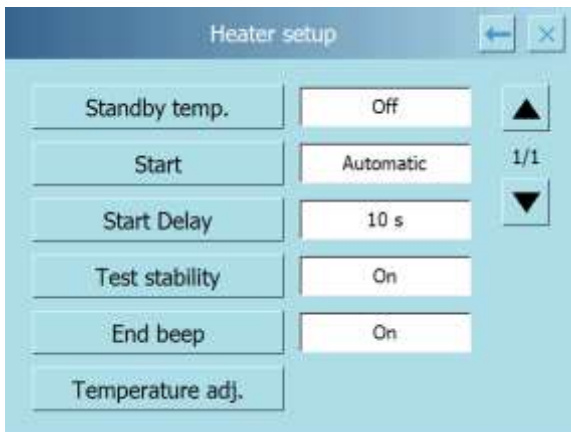 Heater setup
Standby temp. Off
Start Automatic 1/1
Start Delay 10 s
Test stability On
End beep On
Temperature adj.